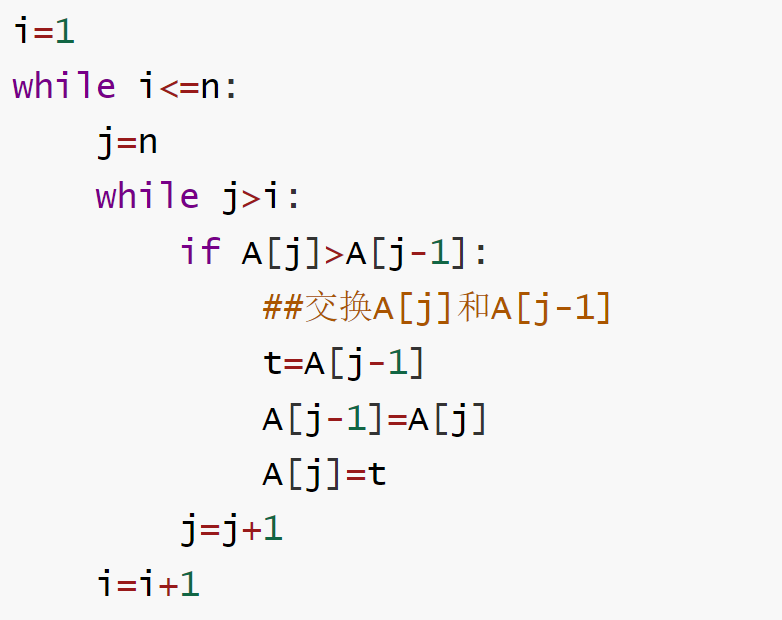 i=1
while i<=n:
j=n
while j>i:
if A[j]>A[j-1]:
##交换A[j]和A[j-1]
t=A[j-1]
A[j-1]=A[j]
A[j]=t
j=j+1
i=i+1